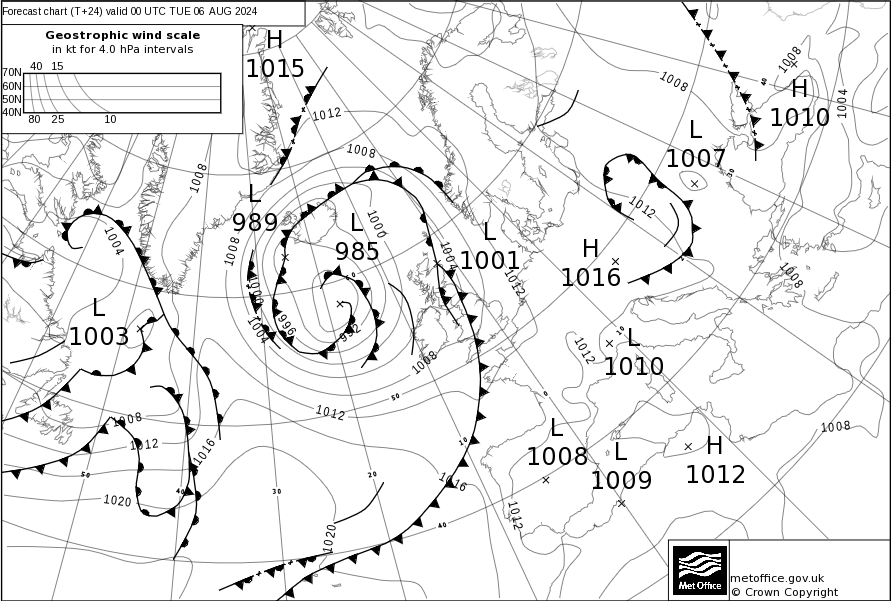 Forecast chart (T+24) valid 00 UTC TUE 06 AUG 2024
Geostrophic wind scale
in kt for 4.0 hPa intervals
40 15
70N
60N
50N
40N
80 25 10
H
1015
1012
1008
1008
1008
1008
H
1010
1004
L
1007
L
989
L
985
1000
1008
L
1001
1004
1012
1004
H
1016
1012
1008
1000
996
992
1004
L
1003
1012
L
1010
10
1008
0
50
1012
1008
1012
1016
10
L
1008
L
1009
H
1012
1008
50
40
30
20
1016
1020
1012
40
1020
Met Office
metoffice.gov.uk
© Crown Copyright